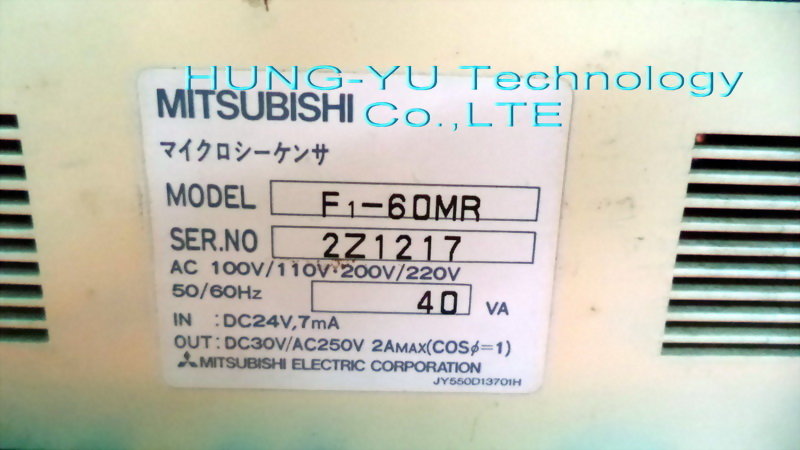 HUNG-YU Technology
Co.,LTE
MITSUBISHI
マイクロシーケンサ
MODEL F1-60MR
SER.NO 2Z1217
AC 100V/110V·200V/220V
50/60Hz 40 VA
IN :DC24V,7mA
OUT:DC30V/AC250V 2AMAX(COSφ=1)
MITSUBISHI ELECTRIC CORPORATION
JY550D13701H